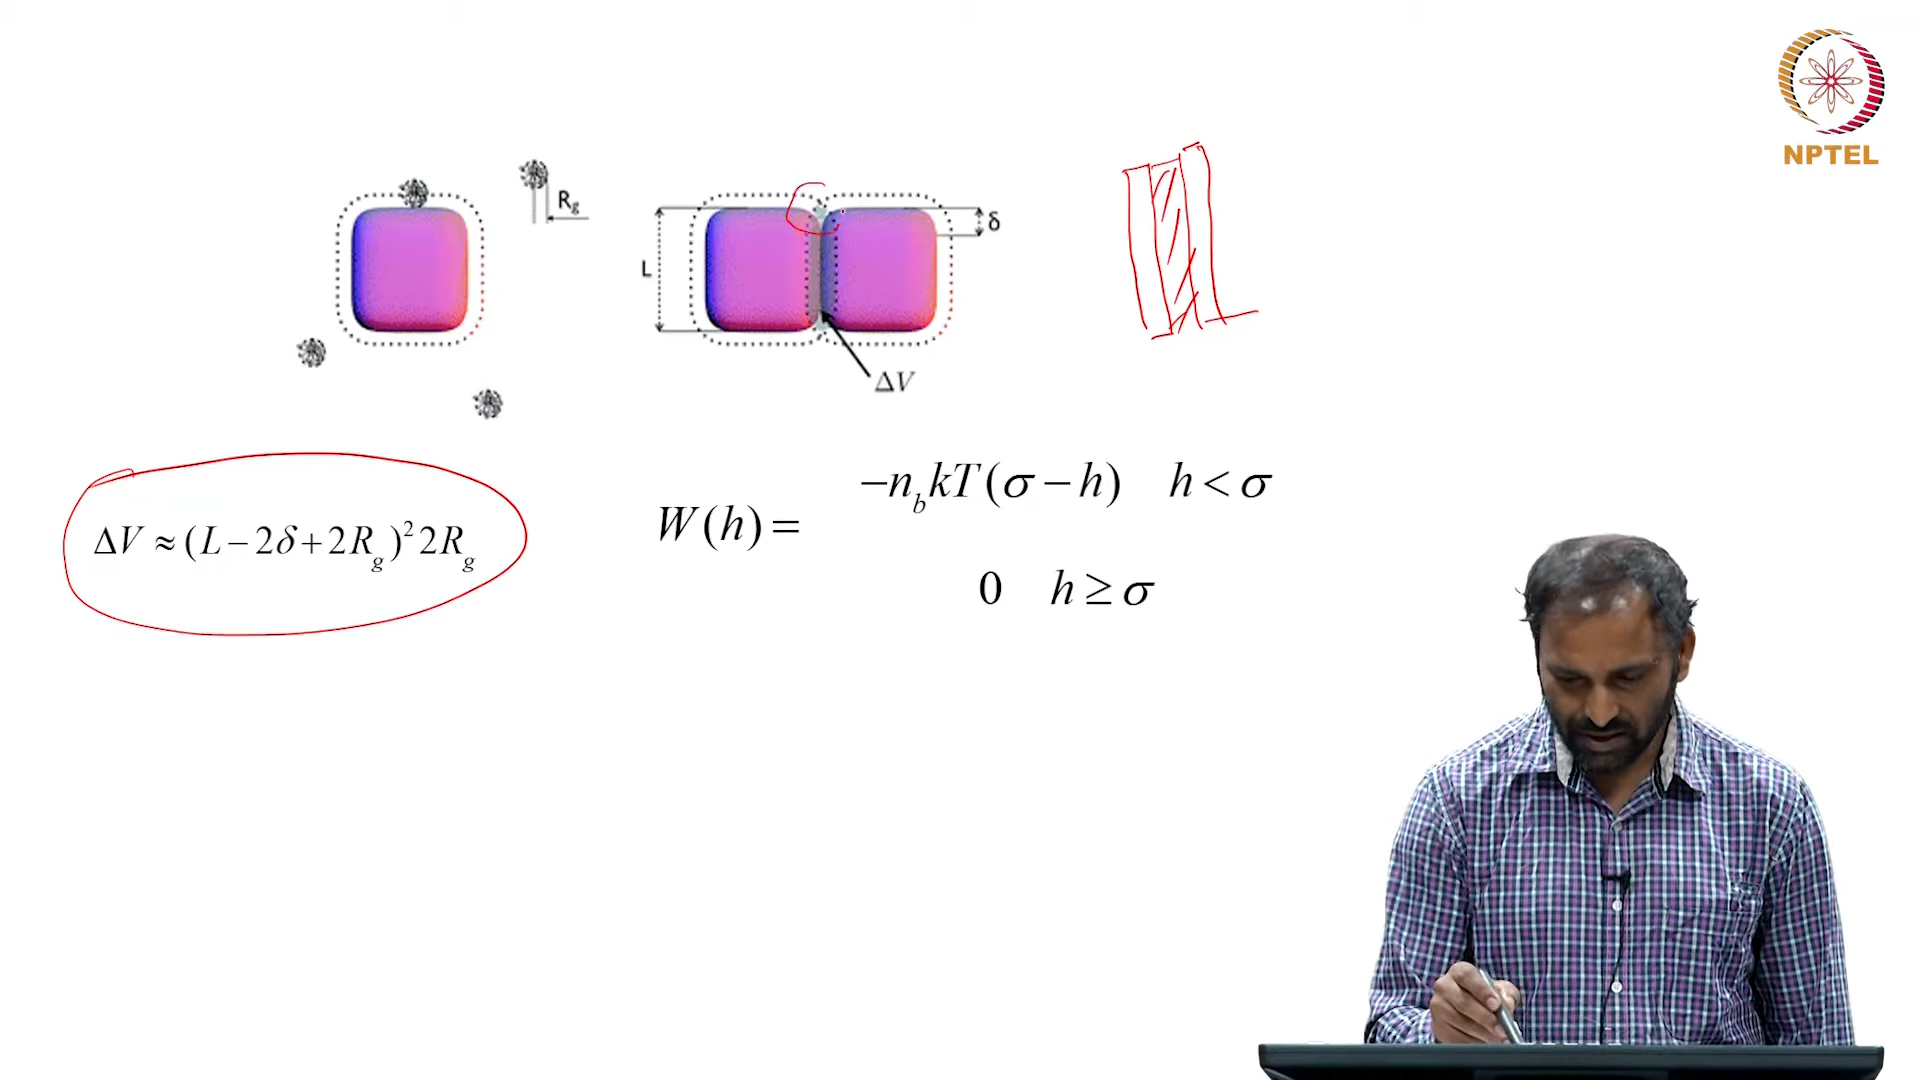 NPTEL
R_g
L
δ
ΔV
ΔV ≈ (L − 2δ + 2R_g)² 2R_g
W(h) =
−n_b kT(σ − h) h < σ
0 h ≥ σ